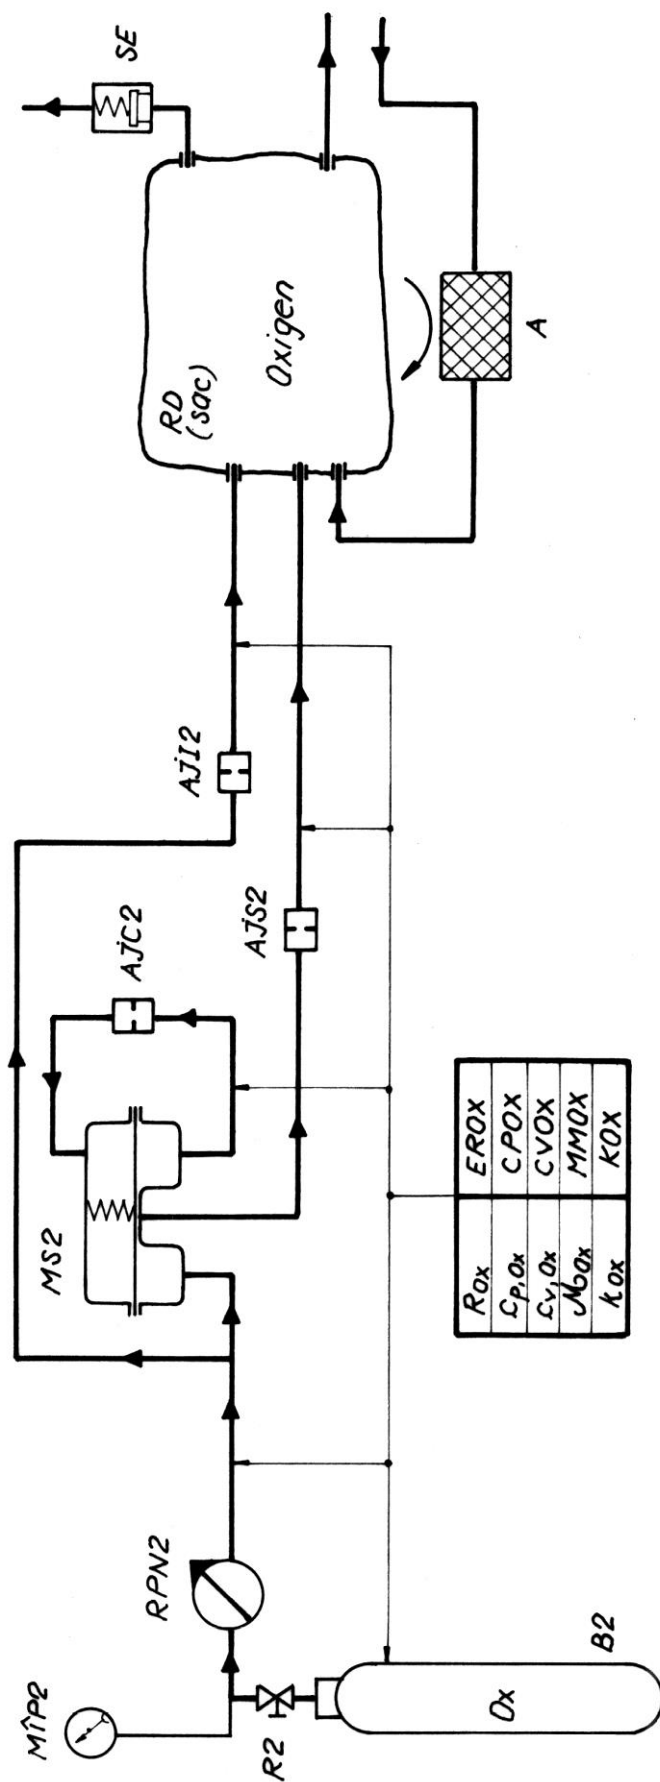 MÎP2
R2
RPN2
Ox
B2
MS2
AJC2
AJS2
AJI2
RD
(sac)
Oxigen
SE
A
ROX EROX
Cp,Ox CPOX
Cv,Ox CVOX
MOX MMOX
KOX KOX